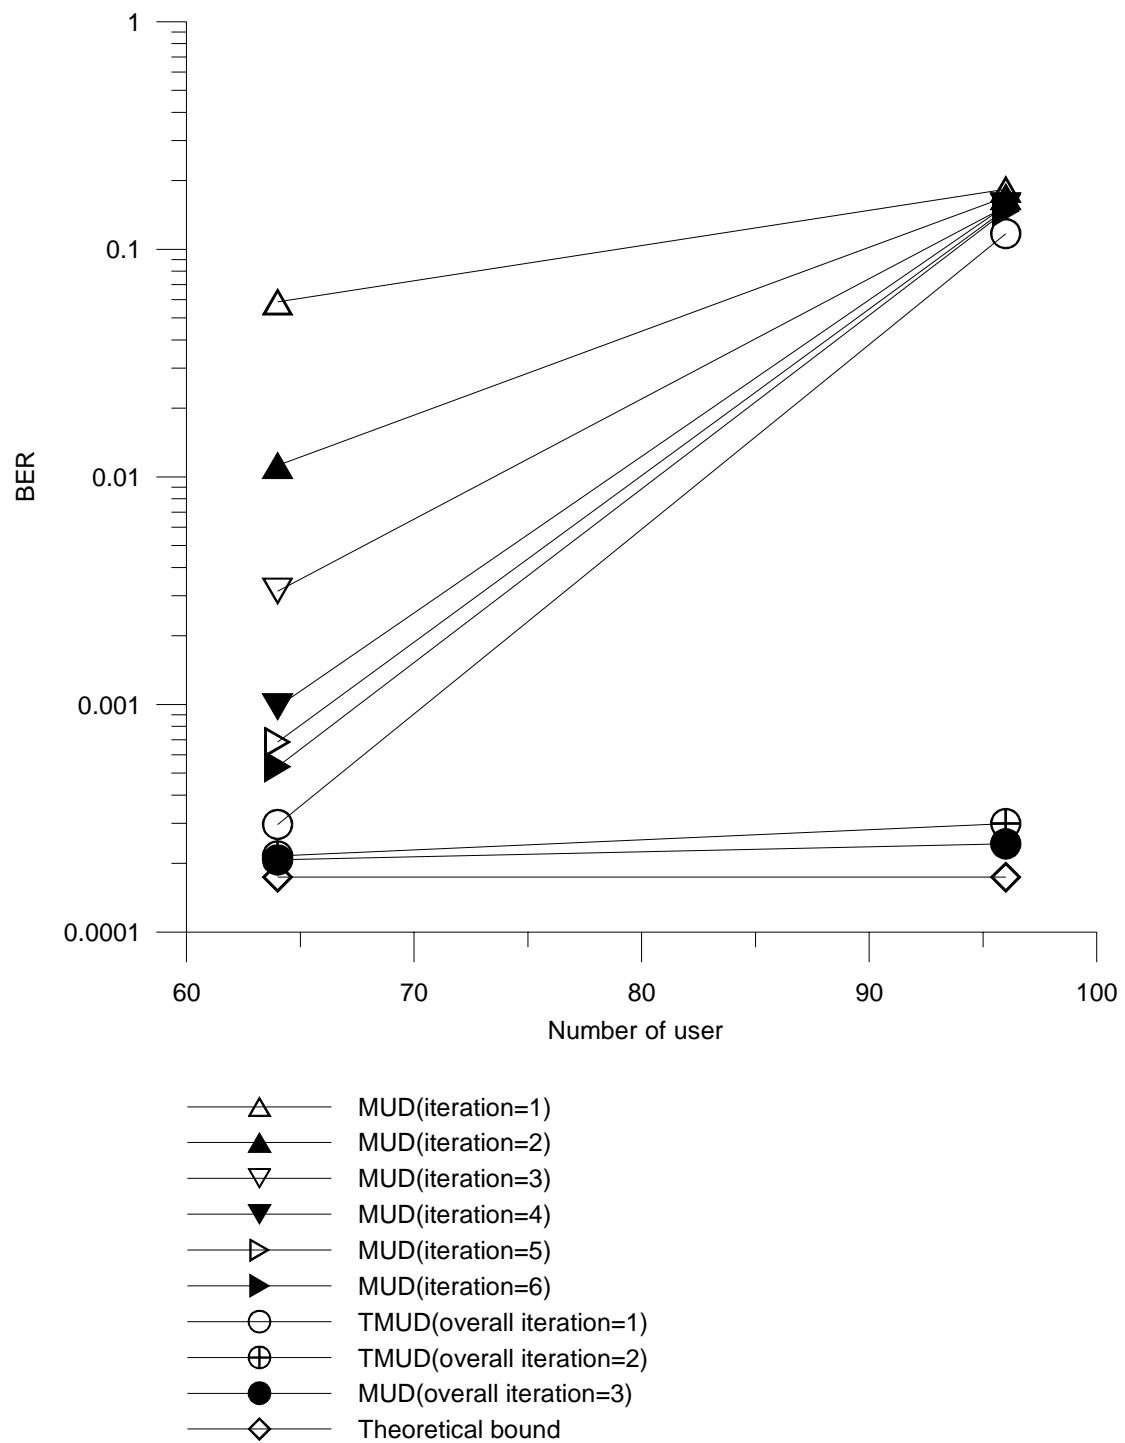 1
0.1
0.01
0.001
0.0001
BER
60 70 80 90 100
Number of user
MUD(iteration=1)
MUD(iteration=2)
MUD(iteration=3)
MUD(iteration=4)
MUD(iteration=5)
MUD(iteration=6)
TMUD(overall iteration=1)
TMUD(overall iteration=2)
MUD(overall iteration=3)
Theoretical bound